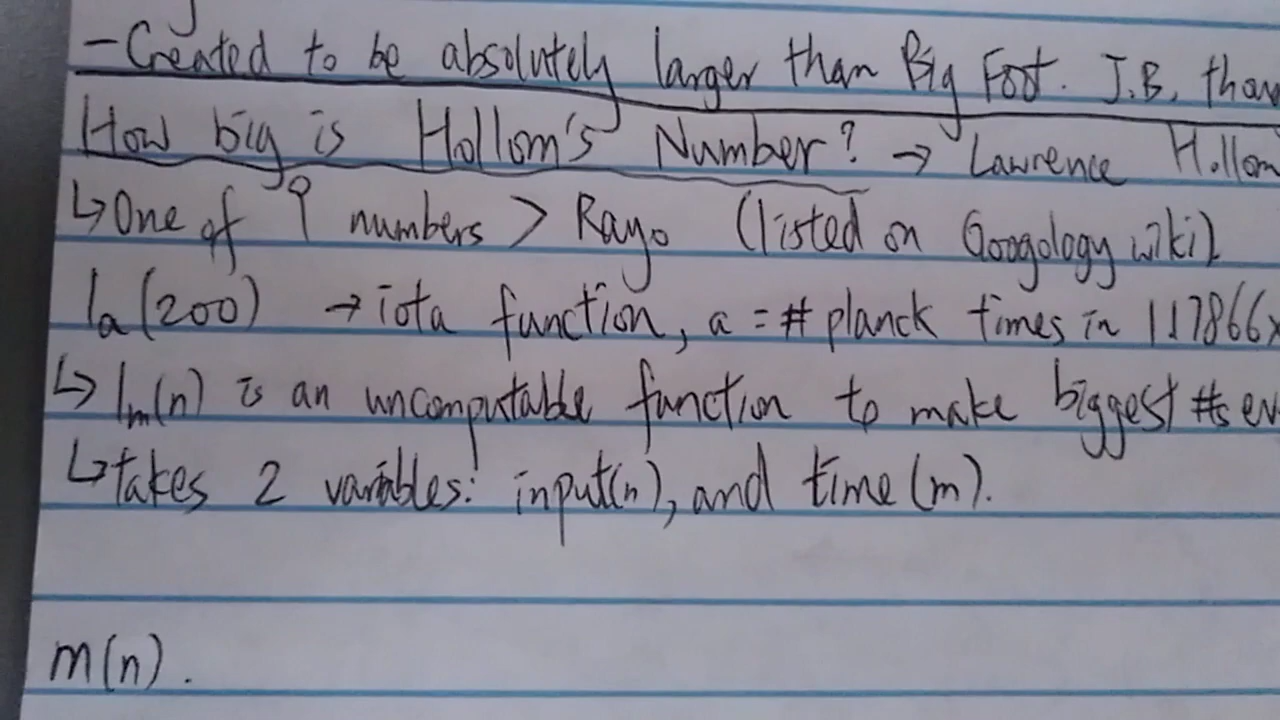 - Created to be absolutely larger than Big Foot. J.B. than
How big is Hollom's Number? → Lawrence Hollom
↳ One of 9 numbers > Rayo (listed on Googology wiki)
Ia(200) → iota function, a = # planck times in 117866x
↳ Im(n) is an uncomputable function to make biggest #s ev
↳ takes 2 variables: input(n), and time (m).
m(n).